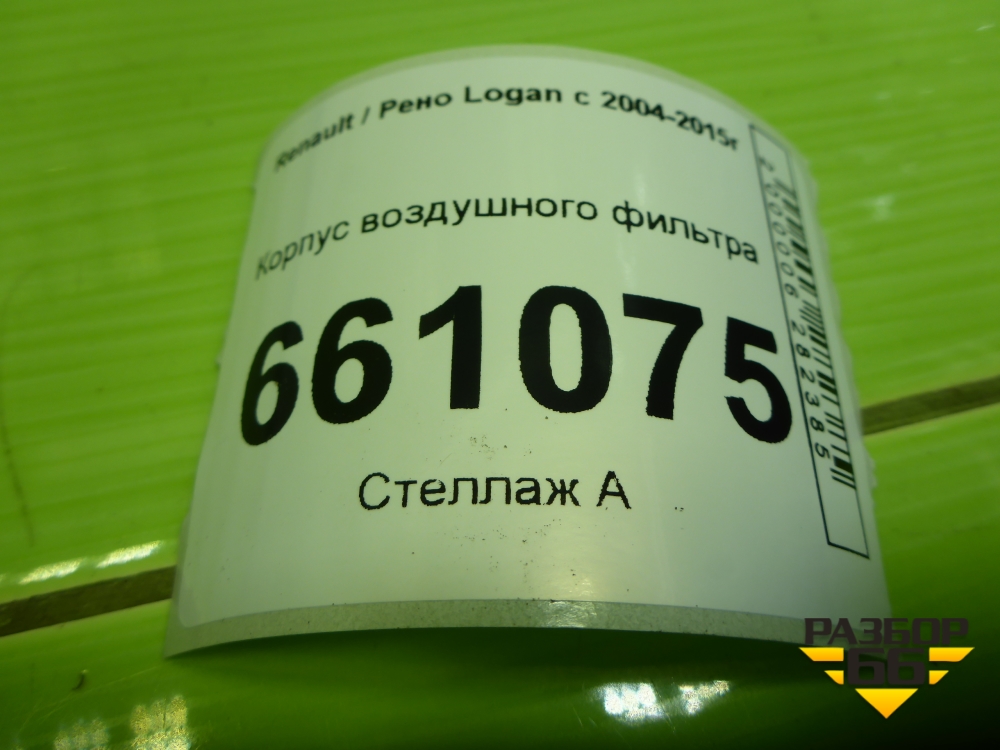 Renault / Рено Logan с 2004-2015г
Корпус воздушного фильтра
661075
Стеллаж А
2000006282385
РАЗБОР
66